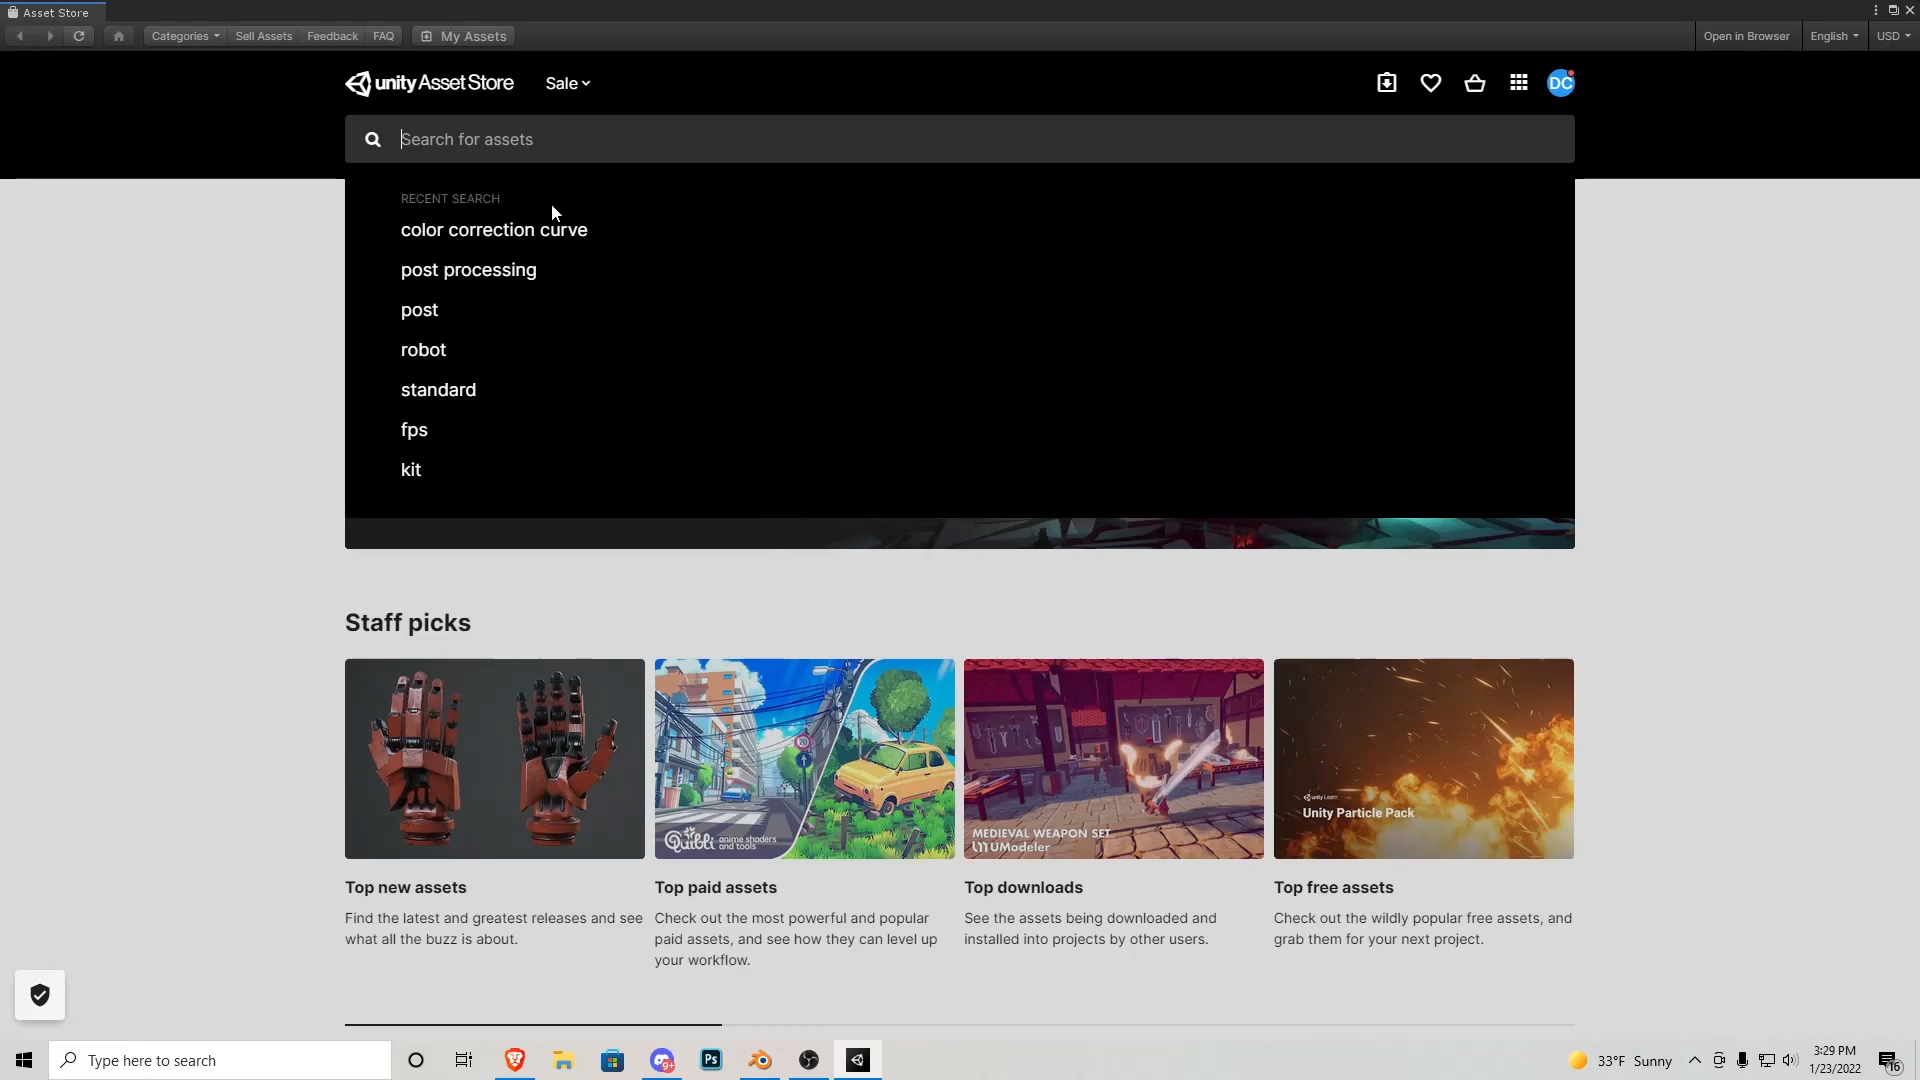 Asset Store
Categories
Sell Assets
Feedback
FAQ
My Assets
Open in Browser
English
USD
unity Asset Store
Sale
DC
Search for assets
RECENT SEARCH
color correction curve
post processing
post
robot
standard
fps
kit
Staff picks
Quibli anime shaders
and tools
MEDIEVAL WEAPON SET
UModeler
unity Learn
Unity Particle Pack
Top new assets
Find the latest and greatest releases and see
what all the buzz is about.
Top paid assets
Check out the most powerful and popular
paid assets, and see how they can level up
your workflow.
Top downloads
See the assets being downloaded and
installed into projects by other users.
Top free assets
Check out the wildly popular free assets, and
grab them for your next project.
Type here to search
9+
Ps
33°F Sunny
3:29 PM
1/23/2022
16